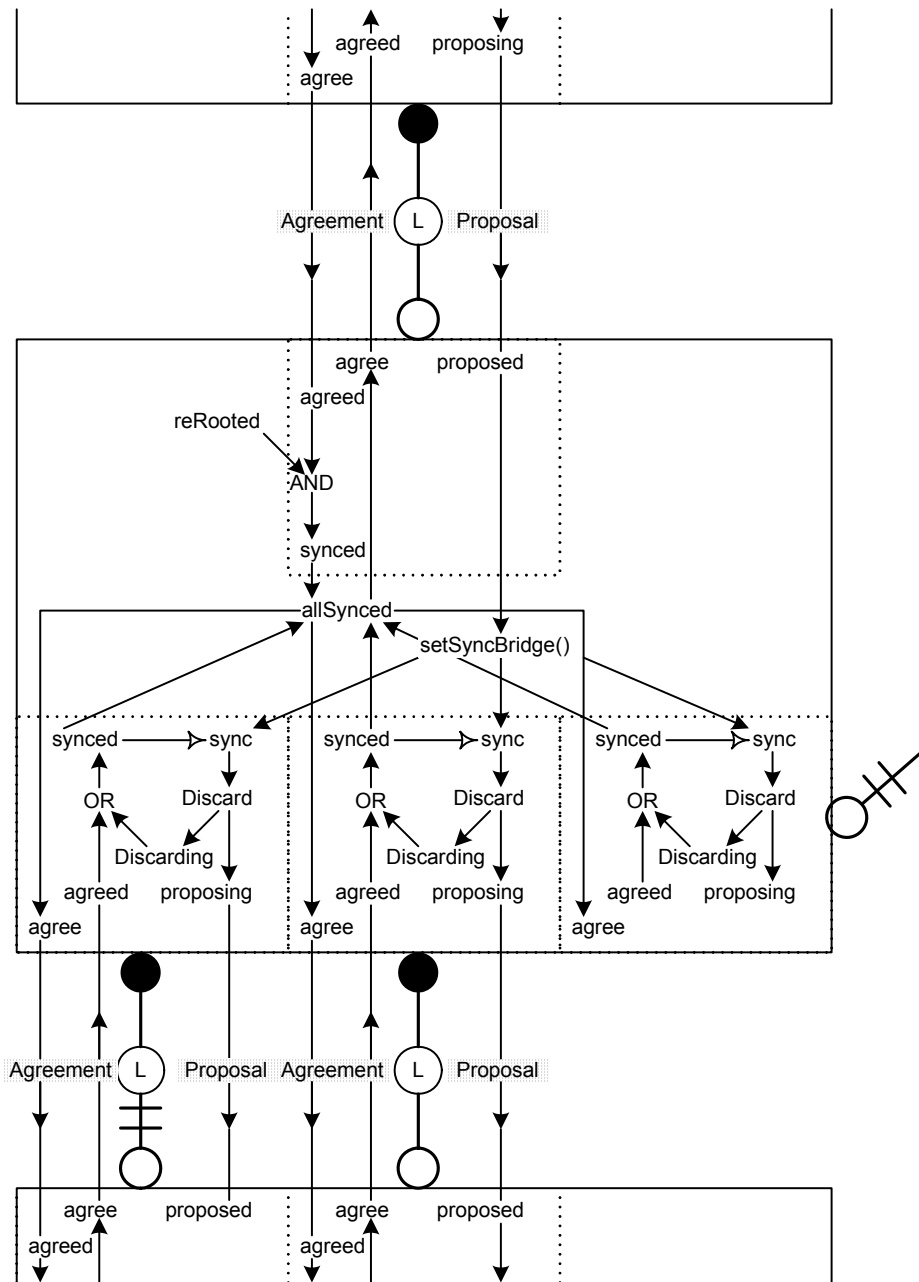 agreed proposing
agree
Agreement L Proposal
agree proposed
agreed
reRooted
AND
synced
allSynced
setSyncBridge()
synced sync synced sync synced sync
OR Discard OR Discard OR Discard
Discarding Discarding Discarding
agreed proposing agreed proposing agreed proposing
agree agree agree
Agreement L Proposal Agreement L Proposal
agree proposed agree proposed
agreed agreed